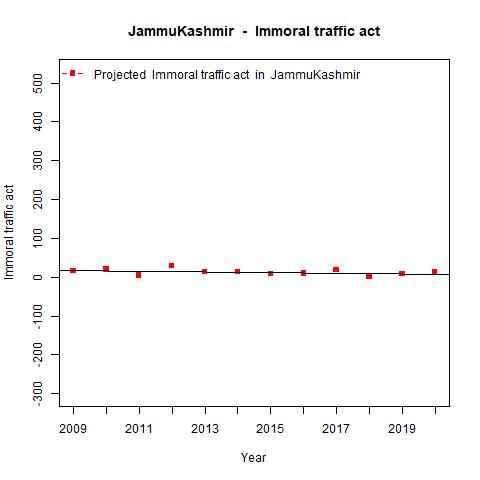 JammuKashmir - Immoral traffic act
Projected Immoral traffic act in JammuKashmir
Immoral traffic act
500
400
300
200
100
0
-100
-200
-300
2009 2011 2013 2015 2017 2019
Year